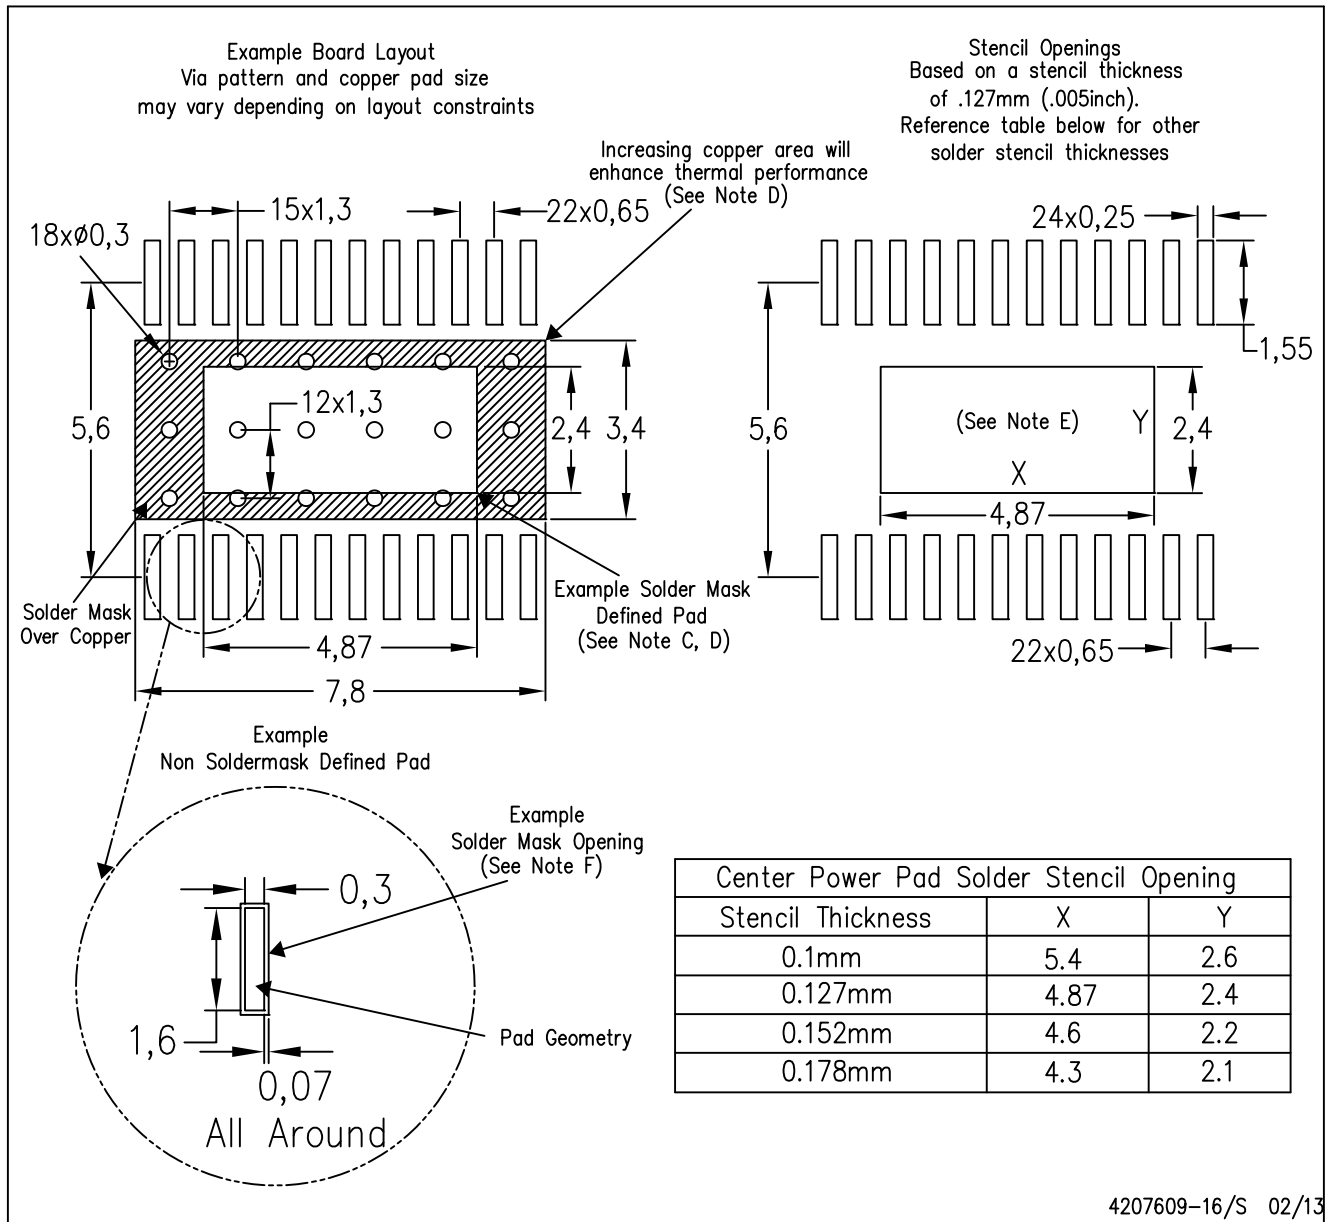 Example Board Layout
Via pattern and copper pad size
may vary depending on layout constraints
Stencil Openings
Based on a stencil thickness
of .127mm (.005inch).
Reference table below for other
solder stencil thicknesses
Increasing copper area will
enhance thermal performance
(See Note D)
15x1,3
22x0,65
18xø0,3
24x0,25
1,55
5,6
12x1,3
2,4
3,4
5,6
(See Note E)
Y
X
2,4
4,87
Solder Mask
Over Copper
Example Solder Mask
Defined Pad
(See Note C, D)
4,87
7,8
22x0,65
Example
Non Soldermask Defined Pad
Example
Solder Mask Opening
(See Note F)
0,3
1,6
Pad Geometry
0,07
All Around
Center Power Pad Solder Stencil Opening
Stencil Thickness X Y
0.1mm 5.4 2.6
0.127mm 4.87 2.4
0.152mm 4.6 2.2
0.178mm 4.3 2.1
4207609-16/S 02/13